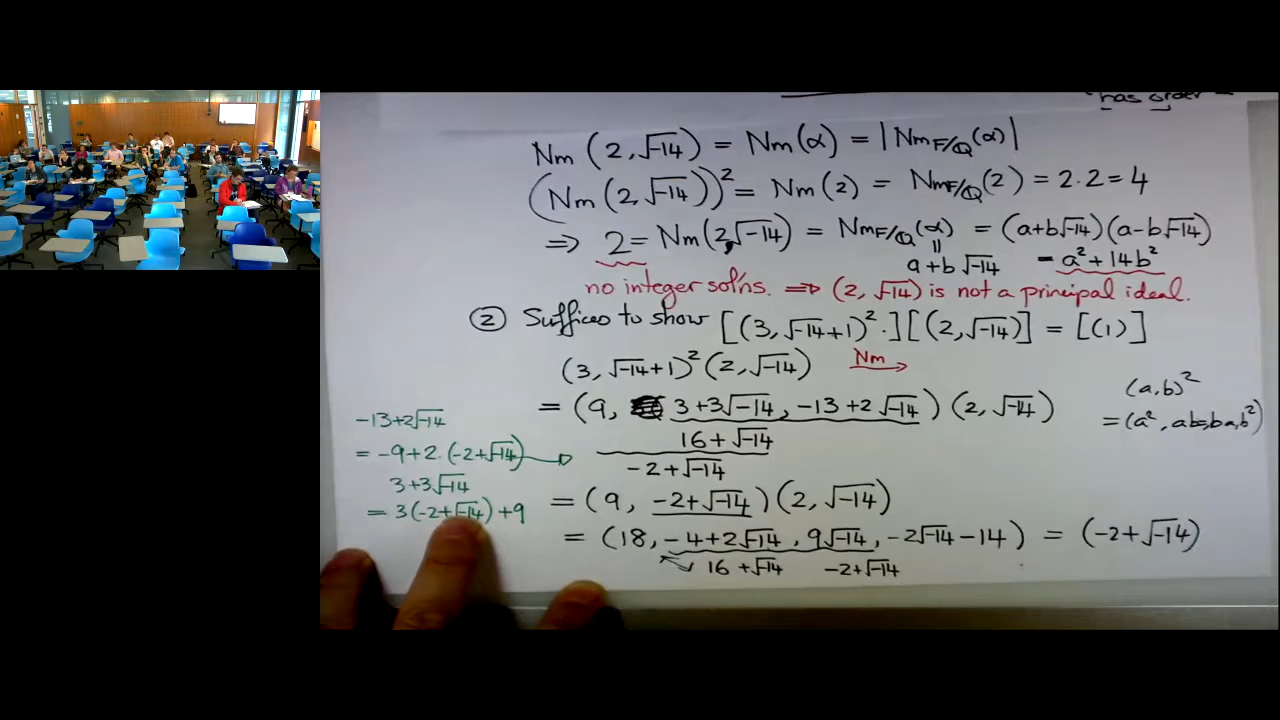 has order
Nm (2, √-14) = Nm(α) = |Nm F/Q (α)|
(Nm (2, √-14))² = Nm (2) = Nm F/Q (2) = 2·2 = 4
⇒ 2 = Nm(2, √-14) = Nm F/Q (α) = (a+b√-14)(a-b√-14)
a+b√-14 = a²+14b²
no integer sol'ns. ⇒ (2, √-14) is not a principal ideal.
② Suffices to show [(3, √-14+1)².][(2, √-14)] = [(1)]
(3, √-14+1)² (2, √-14) Nm →
= (9, 3+3√-14, -13+2√-14) (2, √-14)
16+√-14
-2+√-14
= (9, -2+√-14) (2, √-14)
= (18, -4+2√-14, 9√-14, -2√-14-14) = (-2+√-14)
16+√-14 -2+√-14
(a,b)²
= (a², ab=ba, b²)
-13+2√-14
= -9+2·(-2+√-14) →
3+3√-14
= 3(-2+√-14)+9